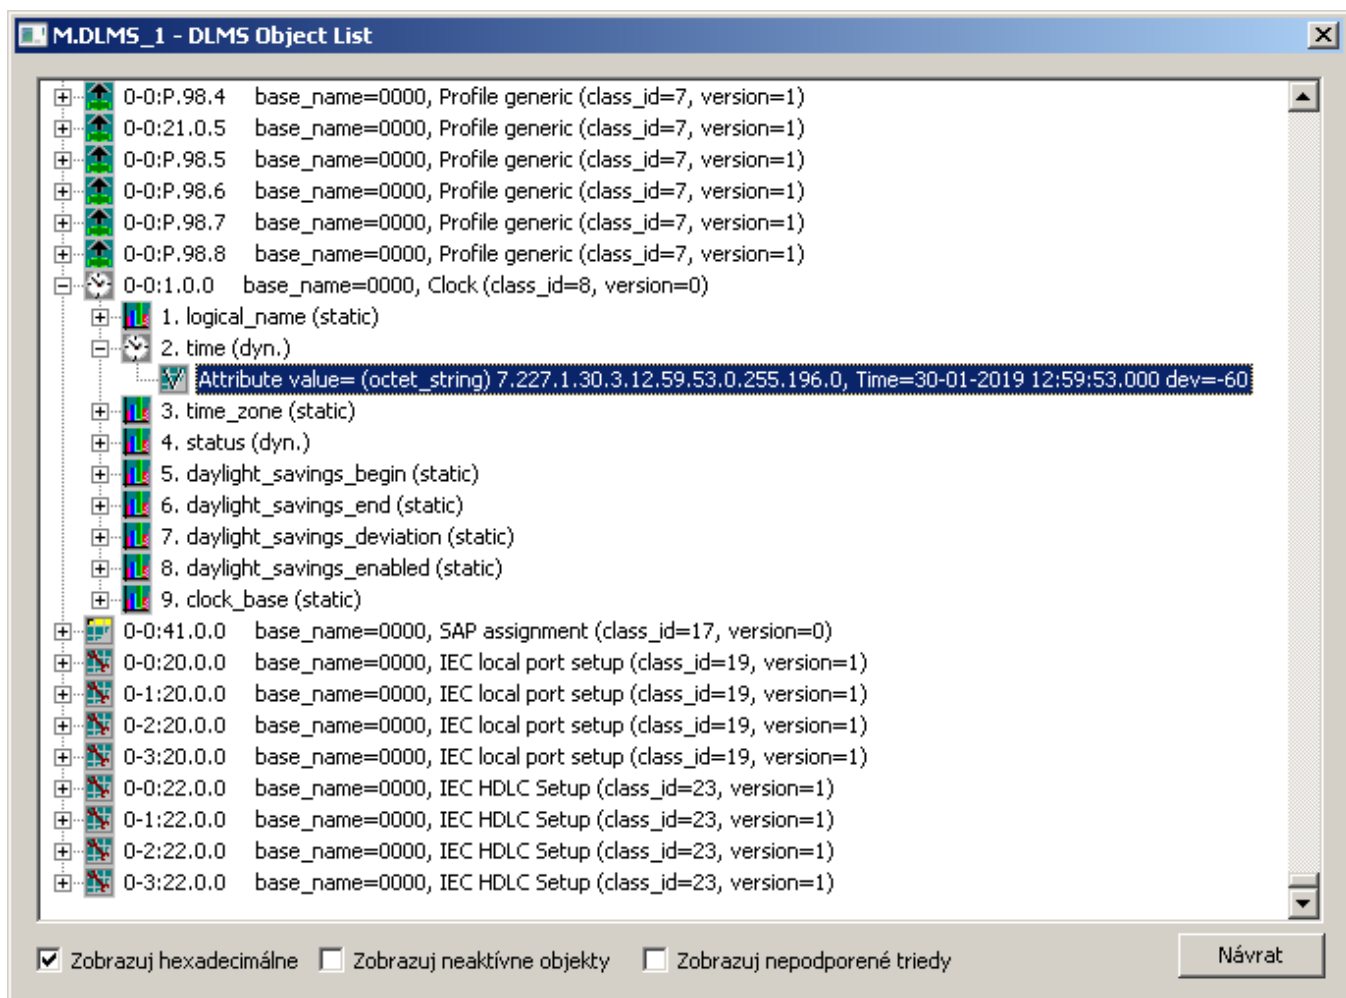 M.DLMS_1 - DLMS Object List
0-0:P.98.4 base_name=0000, Profile generic (class_id=7, version=1)
0-0:21.0.5 base_name=0000, Profile generic (class_id=7, version=1)
0-0:P.98.5 base_name=0000, Profile generic (class_id=7, version=1)
0-0:P.98.6 base_name=0000, Profile generic (class_id=7, version=1)
0-0:P.98.7 base_name=0000, Profile generic (class_id=7, version=1)
0-0:P.98.8 base_name=0000, Profile generic (class_id=7, version=1)
0-0:1.0.0 base_name=0000, Clock (class_id=8, version=0)
1. logical_name (static)
2. time (dyn.)
Attribute value= (octet_string) 7.227.1.30.3.12.59.53.0.255.196.0, Time=30-01-2019 12:59:53.000 dev=-60
3. time_zone (static)
4. status (dyn.)
5. daylight_savings_begin (static)
6. daylight_savings_end (static)
7. daylight_savings_deviation (static)
8. daylight_savings_enabled (static)
9. clock_base (static)
0-0:41.0.0 base_name=0000, SAP assignment (class_id=17, version=0)
0-0:20.0.0 base_name=0000, IEC local port setup (class_id=19, version=1)
0-1:20.0.0 base_name=0000, IEC local port setup (class_id=19, version=1)
0-2:20.0.0 base_name=0000, IEC local port setup (class_id=19, version=1)
0-3:20.0.0 base_name=0000, IEC local port setup (class_id=19, version=1)
0-0:22.0.0 base_name=0000, IEC HDLC Setup (class_id=23, version=1)
0-1:22.0.0 base_name=0000, IEC HDLC Setup (class_id=23, version=1)
0-2:22.0.0 base_name=0000, IEC HDLC Setup (class_id=23, version=1)
0-3:22.0.0 base_name=0000, IEC HDLC Setup (class_id=23, version=1)
Zobrazuj hexadecimálne Zobrazuj neaktívne objekty Zobrazuj nepodporené triedy Návrat